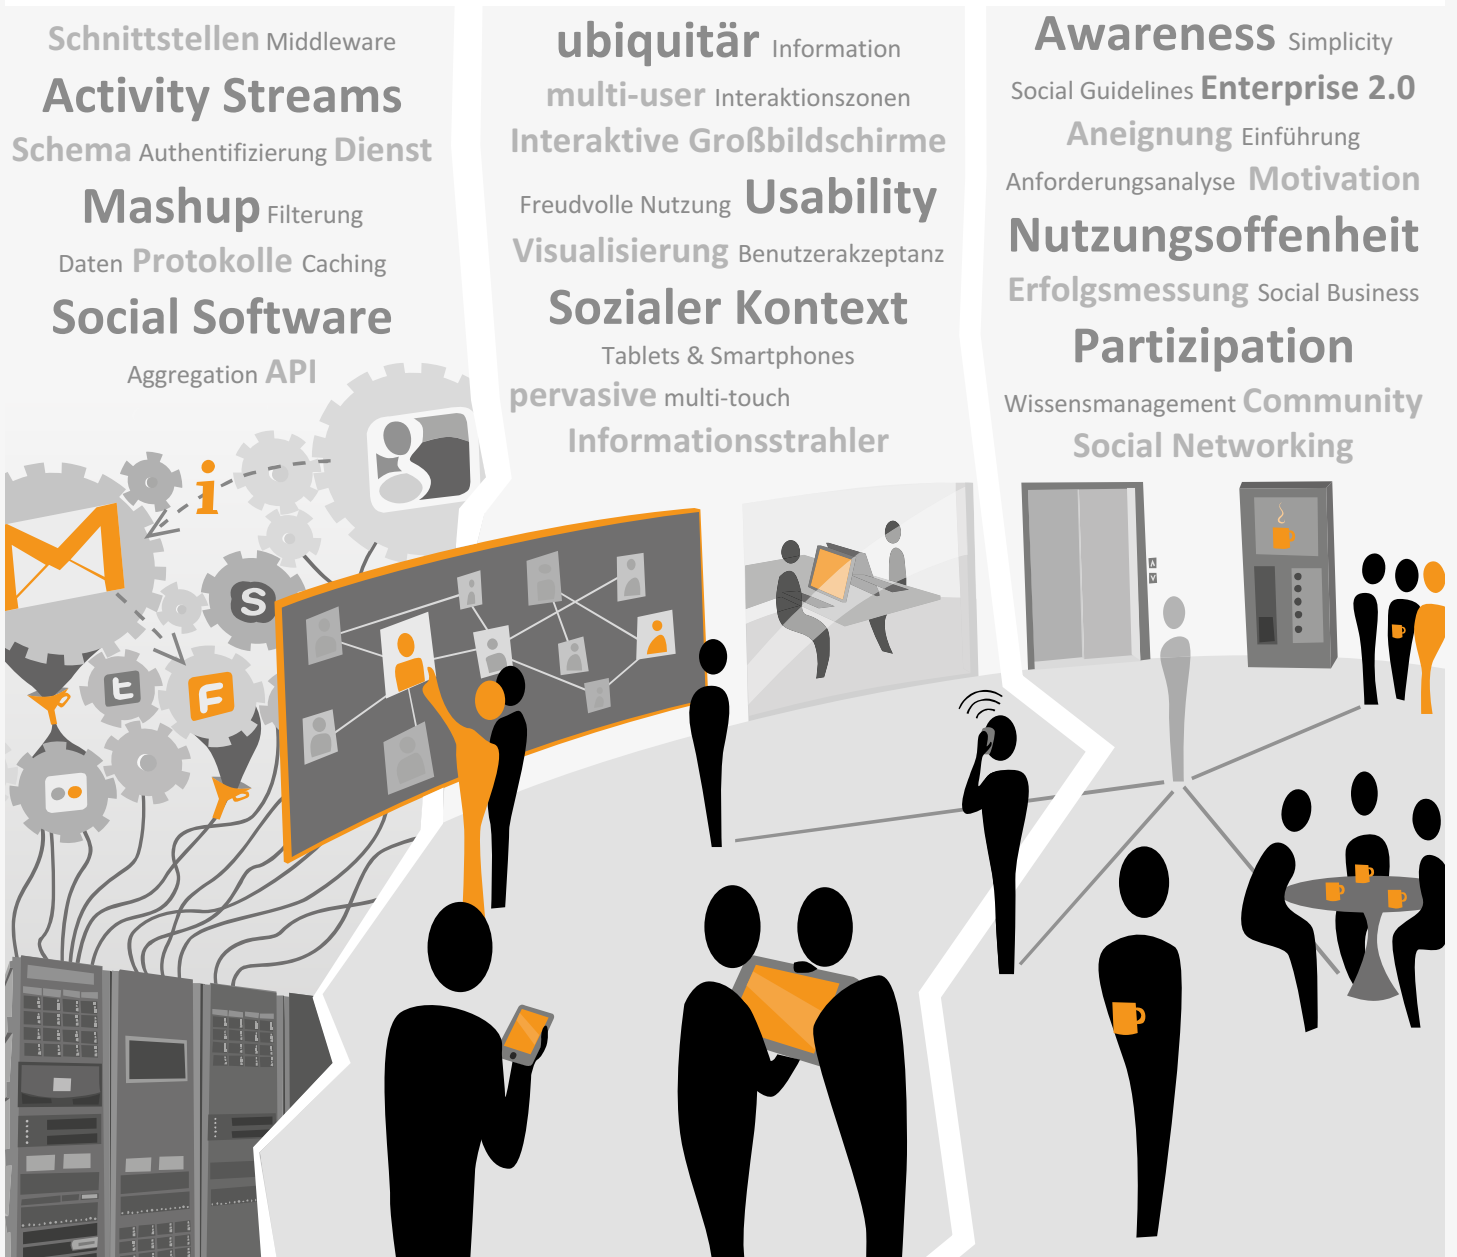 Schnittstellen Middleware
Activity Streams
Schema Authentifizierung Dienst
Mashup Filterung
Daten Protokolle Caching
Social Software
Aggregation API
ubiquitär Information
multi-user Interaktionszonen
Interaktive Großbildschirme
Freudvolle Nutzung Usability
Visualisierung Benutzerakzeptanz
Sozialer Kontext
Tablets & Smartphones
pervasive multi-touch
Informationsstrahler
Awareness Simplicity
Social Guidelines Enterprise 2.0
Aneignung Einführung
Anforderungsanalyse Motivation
Nutzungsoffenheit
Erfolgsmessung Social Business
Partizipation
Wissensmanagement Community
Social Networking
g
i
M
S
t
F